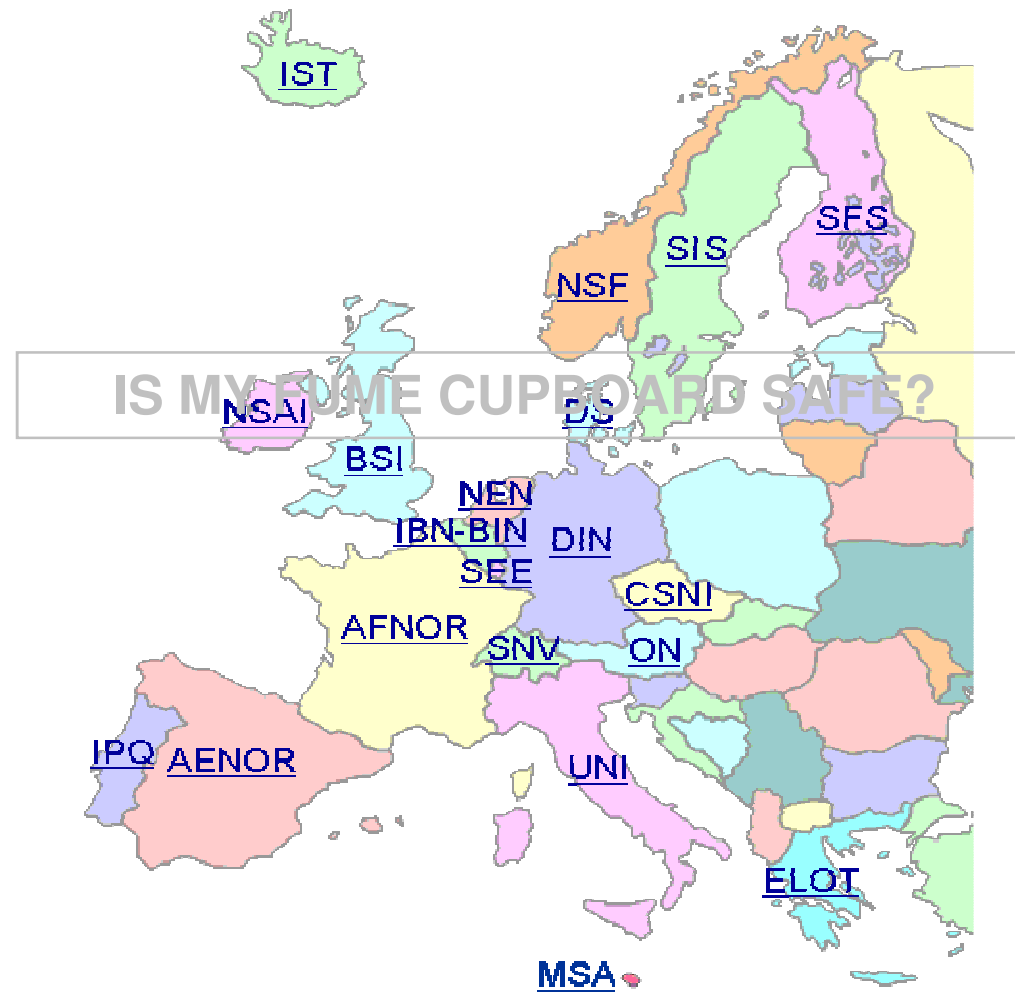 IST
SFS
SIS
NSF
IS MY FUME CUPBOARD SAFE?
NSAI
DS
BSI
NEN
IBN-BIN
DIN
SEE
CSNI
AFNOR
SNV
ON
IPQ
AENOR
UNI
ELOT
MSA